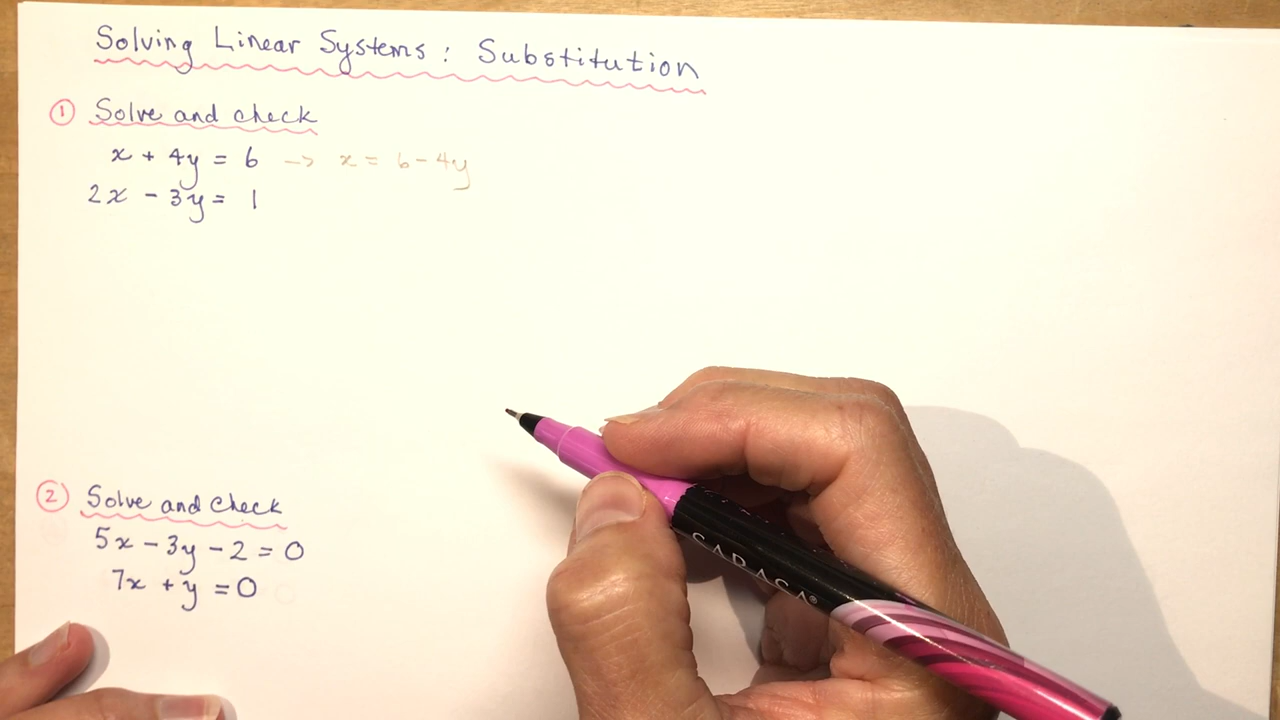 Solving Linear Systems : Substitution
① Solve and check
x + 4y = 6 -> x = 6 - 4y
2x - 3y = 1
② Solve and check
5x - 3y - 2 = 0
7x + y = 0